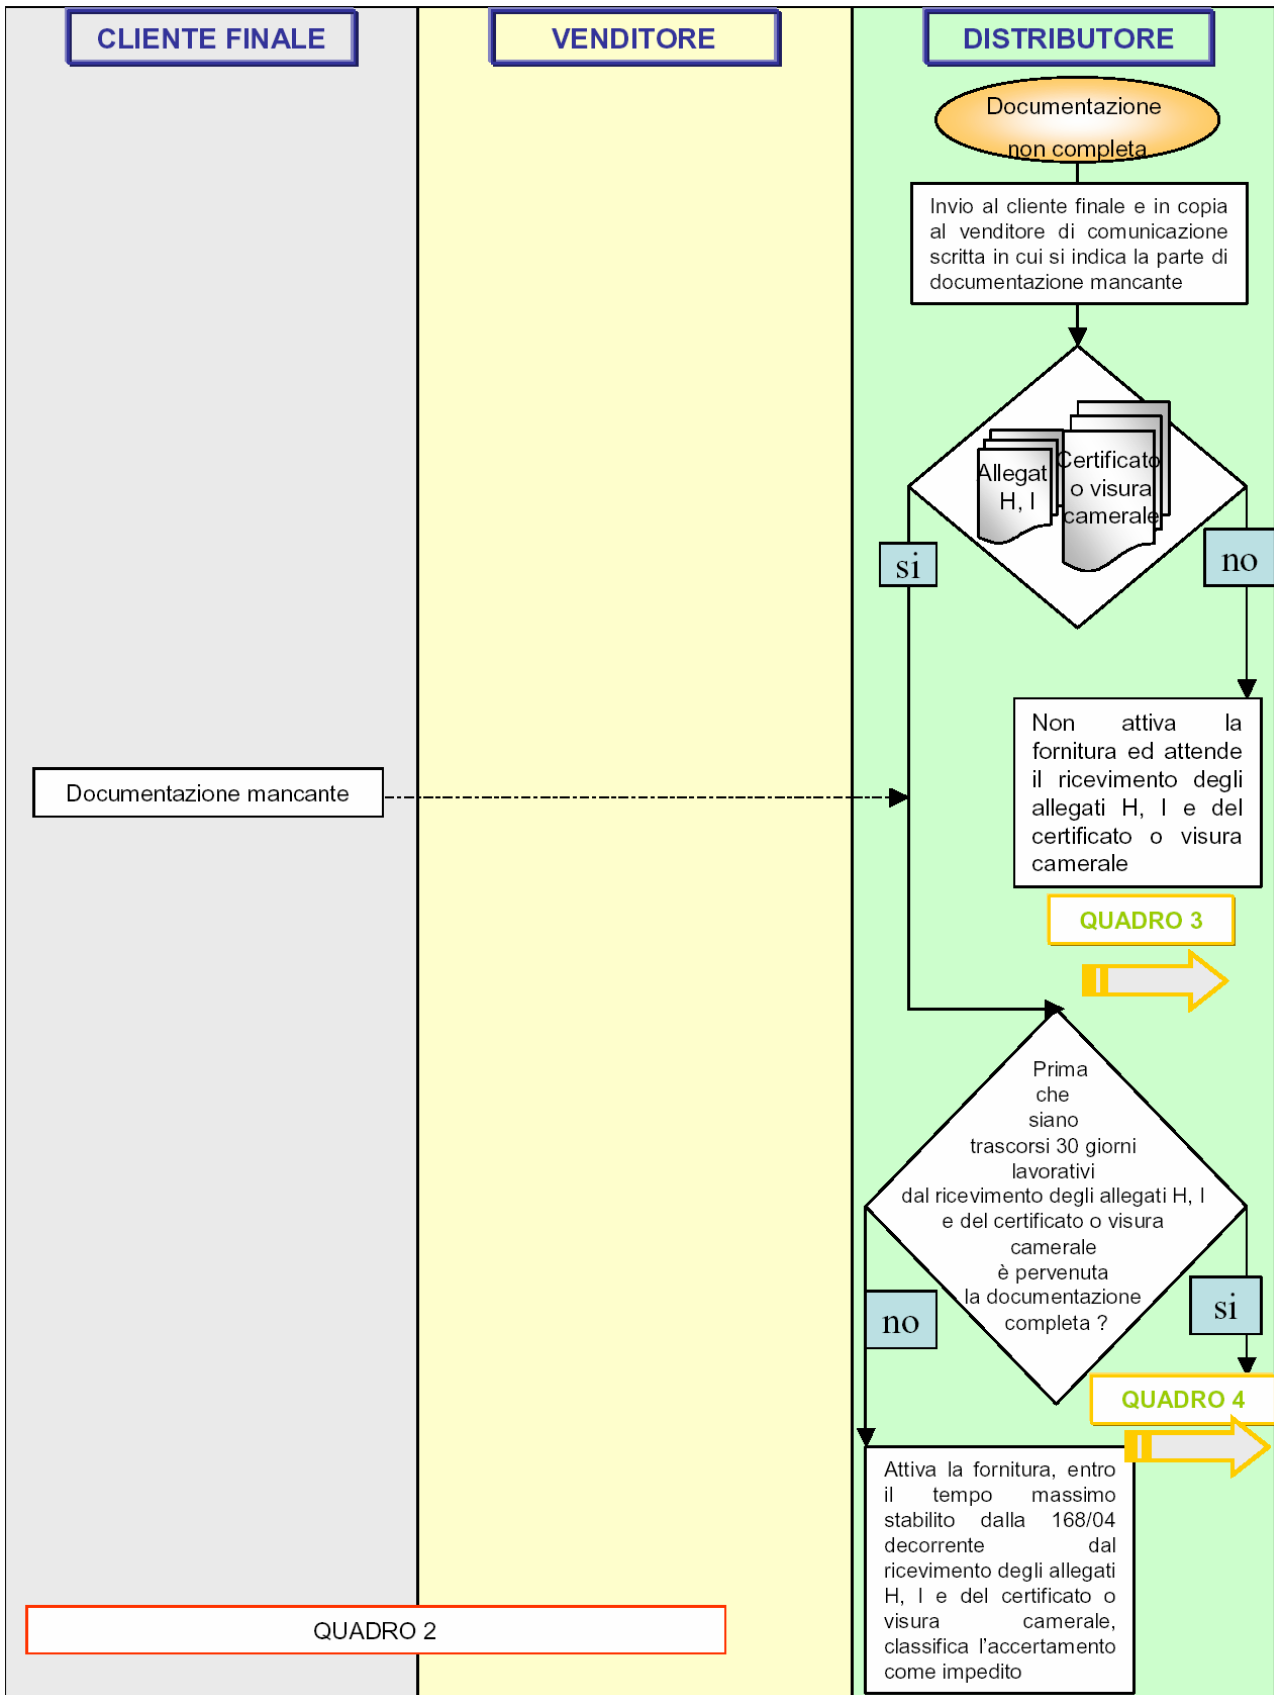 CLIENTE FINALE
VENDITORE
DISTRIBUTORE
Documentazione
non completa
Invio al cliente finale e in copia
al venditore di comunicazione
scritta in cui si indica la parte di
documentazione mancante
Allegat
H, I
Certificato
o visura
camerale
si
no
Non attiva la
fornitura ed attende
il ricevimento degli
allegati H, I e del
certificato o visura
camerale
Documentazione mancante
QUADRO 3
Prima
che
siano
trascorsi 30 giorni
lavorativi
dal ricevimento degli allegati H, I
e del certificato o visura
camerale
è pervenuta
la documentazione
completa ?
no
si
QUADRO 4
Attiva la fornitura, entro
il tempo massimo
stabilito dalla 168/04
decorrente dal
ricevimento degli allegati
H, I e del certificato o
visura camerale,
classifica l'accertamento
come impedito
QUADRO 2